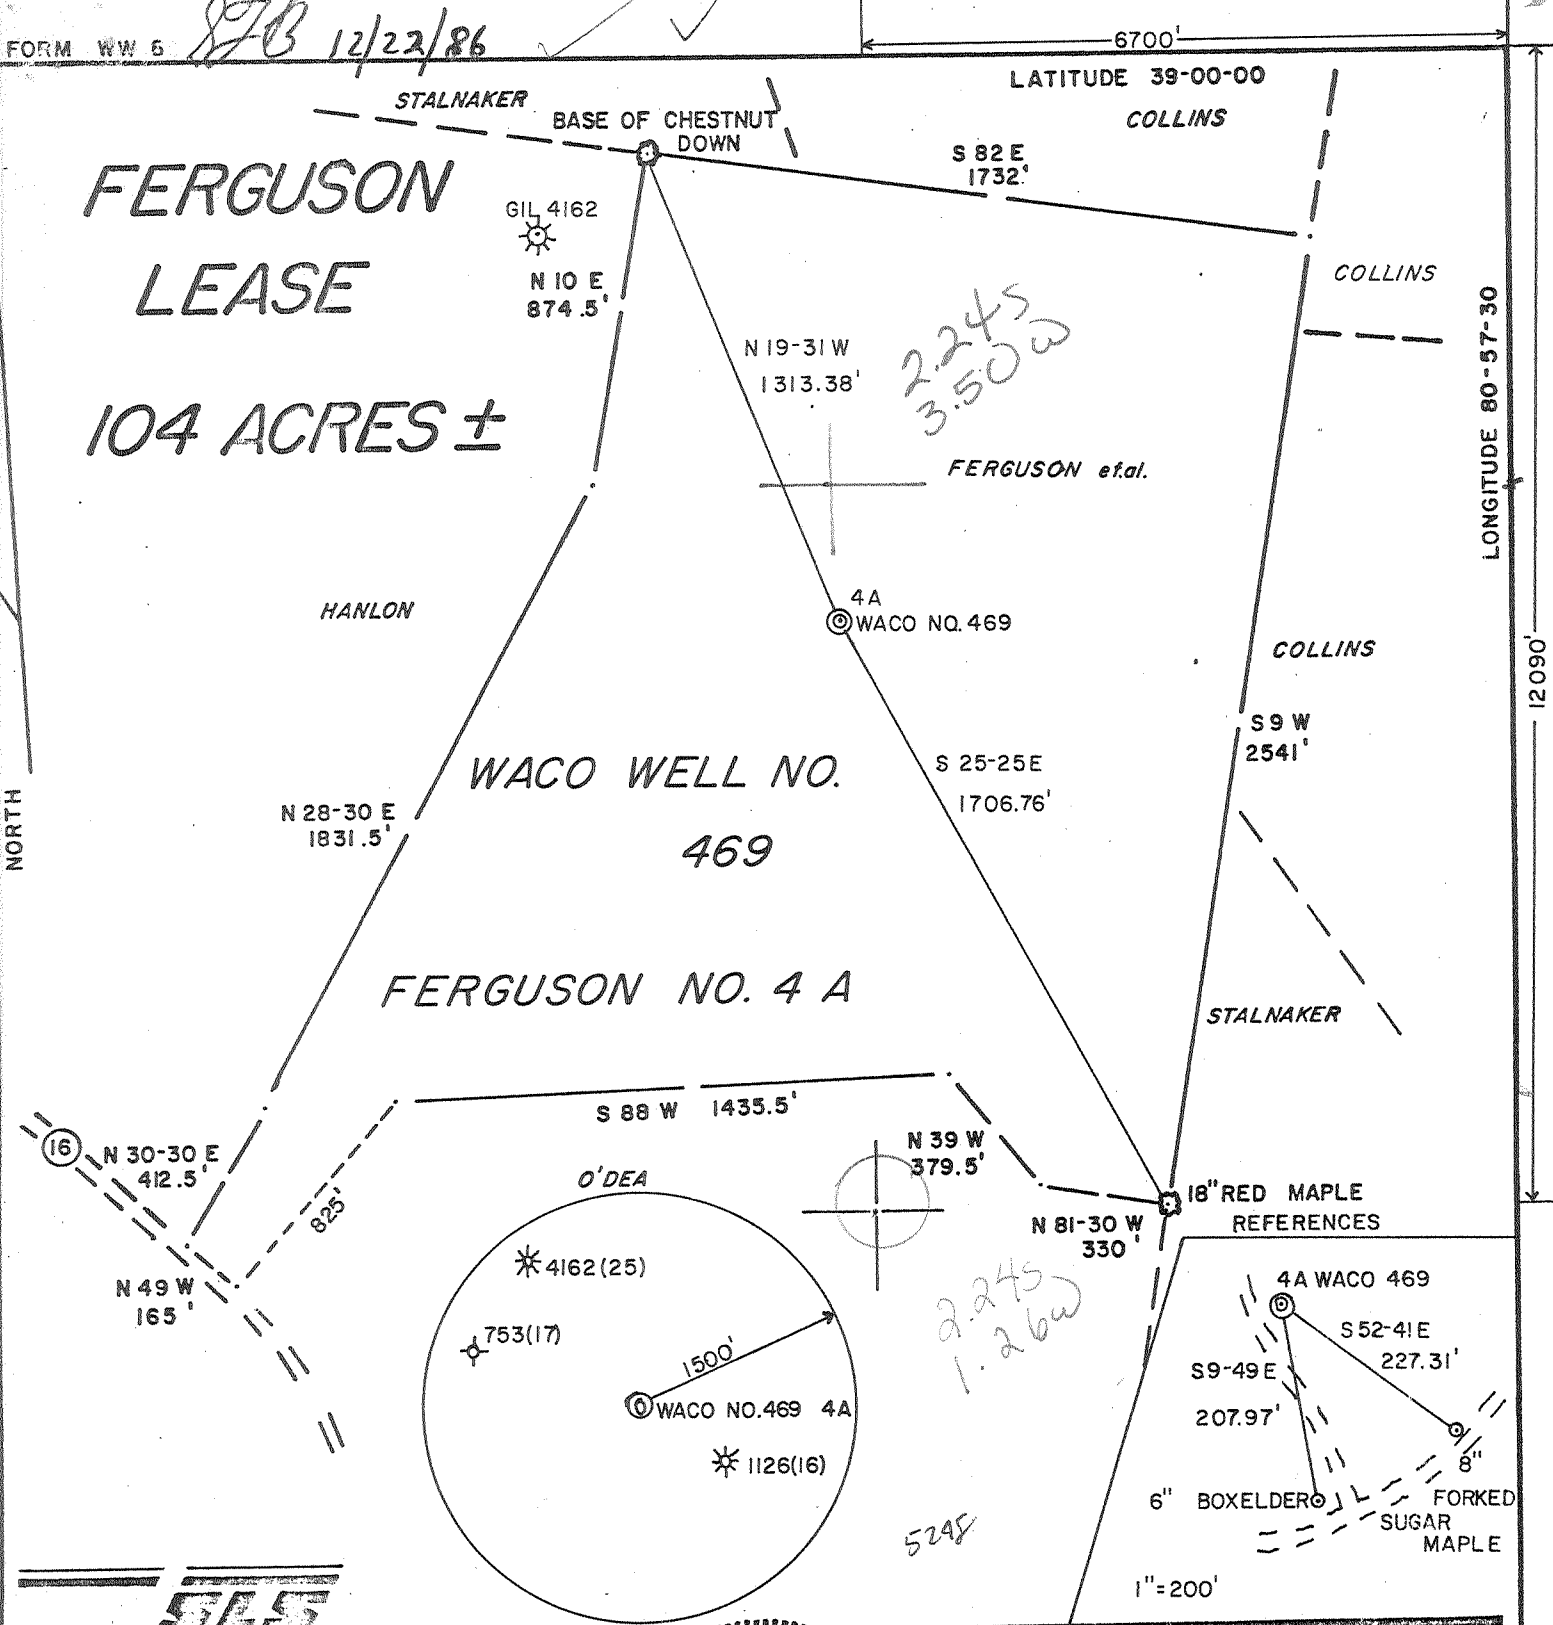 FORM WW 6
12/22/86
6700'
LATITUDE 39-00-00
STALNAKER
BASE OF CHESTNUT
DOWN
COLLINS
S 82 E
1732'
FERGUSON
LEASE
104 ACRES ±
GIL 4162
N 10 E
874.5'
COLLINS
LONGITUDE 80-57-30
N 19-31 W
1313.38'
2.24 S
3.50 W
FERGUSON et.al.
HANLON
4A
WACO NO. 469
COLLINS
12090'
S 9 W
2541'
WACO WELL NO.
469
S 25-25 E
1706.76'
N 28-30 E
1831.5'
NORTH
FERGUSON NO. 4 A
STALNAKER
S 88 W 1435.5'
16
N 30-30 E
412.5'
825'
N 39 W
379.5'
O'DEA
18" RED MAPLE
REFERENCES
N 81-30 W
330'
N 49 W
165'
4162(25)
753(17)
1500'
WACO NO.469 4A
1126(16)
2.24 S
1.26 W
4A WACO 469
S 52-41 E
227.31'
S 9-49 E
207.97'
8"
6" BOXELDER
FORKED
SUGAR
MAPLE
1"=200'
SLS